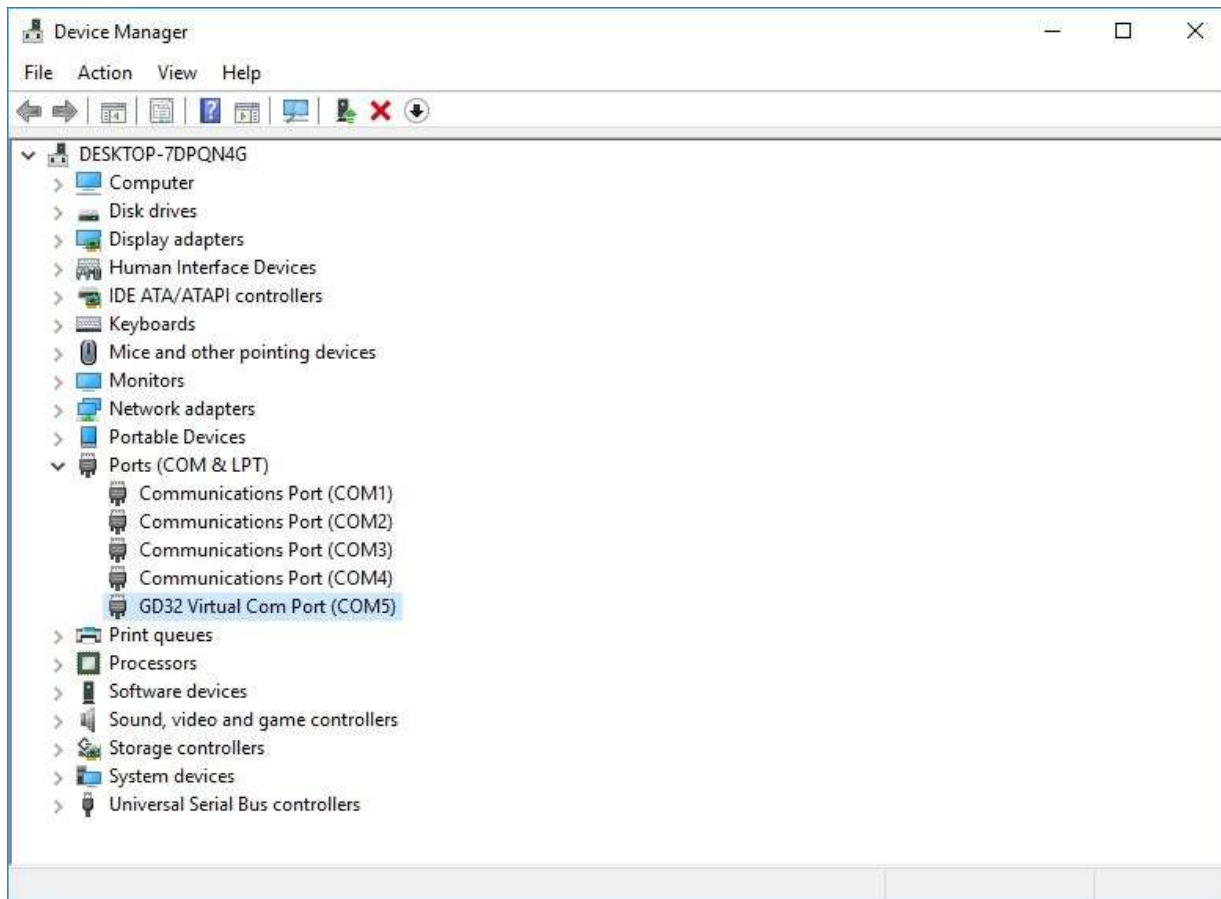 Device Manager
File Action View Help
DESKTOP-7DPQN4G
Computer
Disk drives
Display adapters
Human Interface Devices
IDE ATA/ATAPI controllers
Keyboards
Mice and other pointing devices
Monitors
Network adapters
Portable Devices
Ports (COM & LPT)
Communications Port (COM1)
Communications Port (COM2)
Communications Port (COM3)
Communications Port (COM4)
GD32 Virtual Com Port (COM5)
Print queues
Processors
Software devices
Sound, video and game controllers
Storage controllers
System devices
Universal Serial Bus controllers